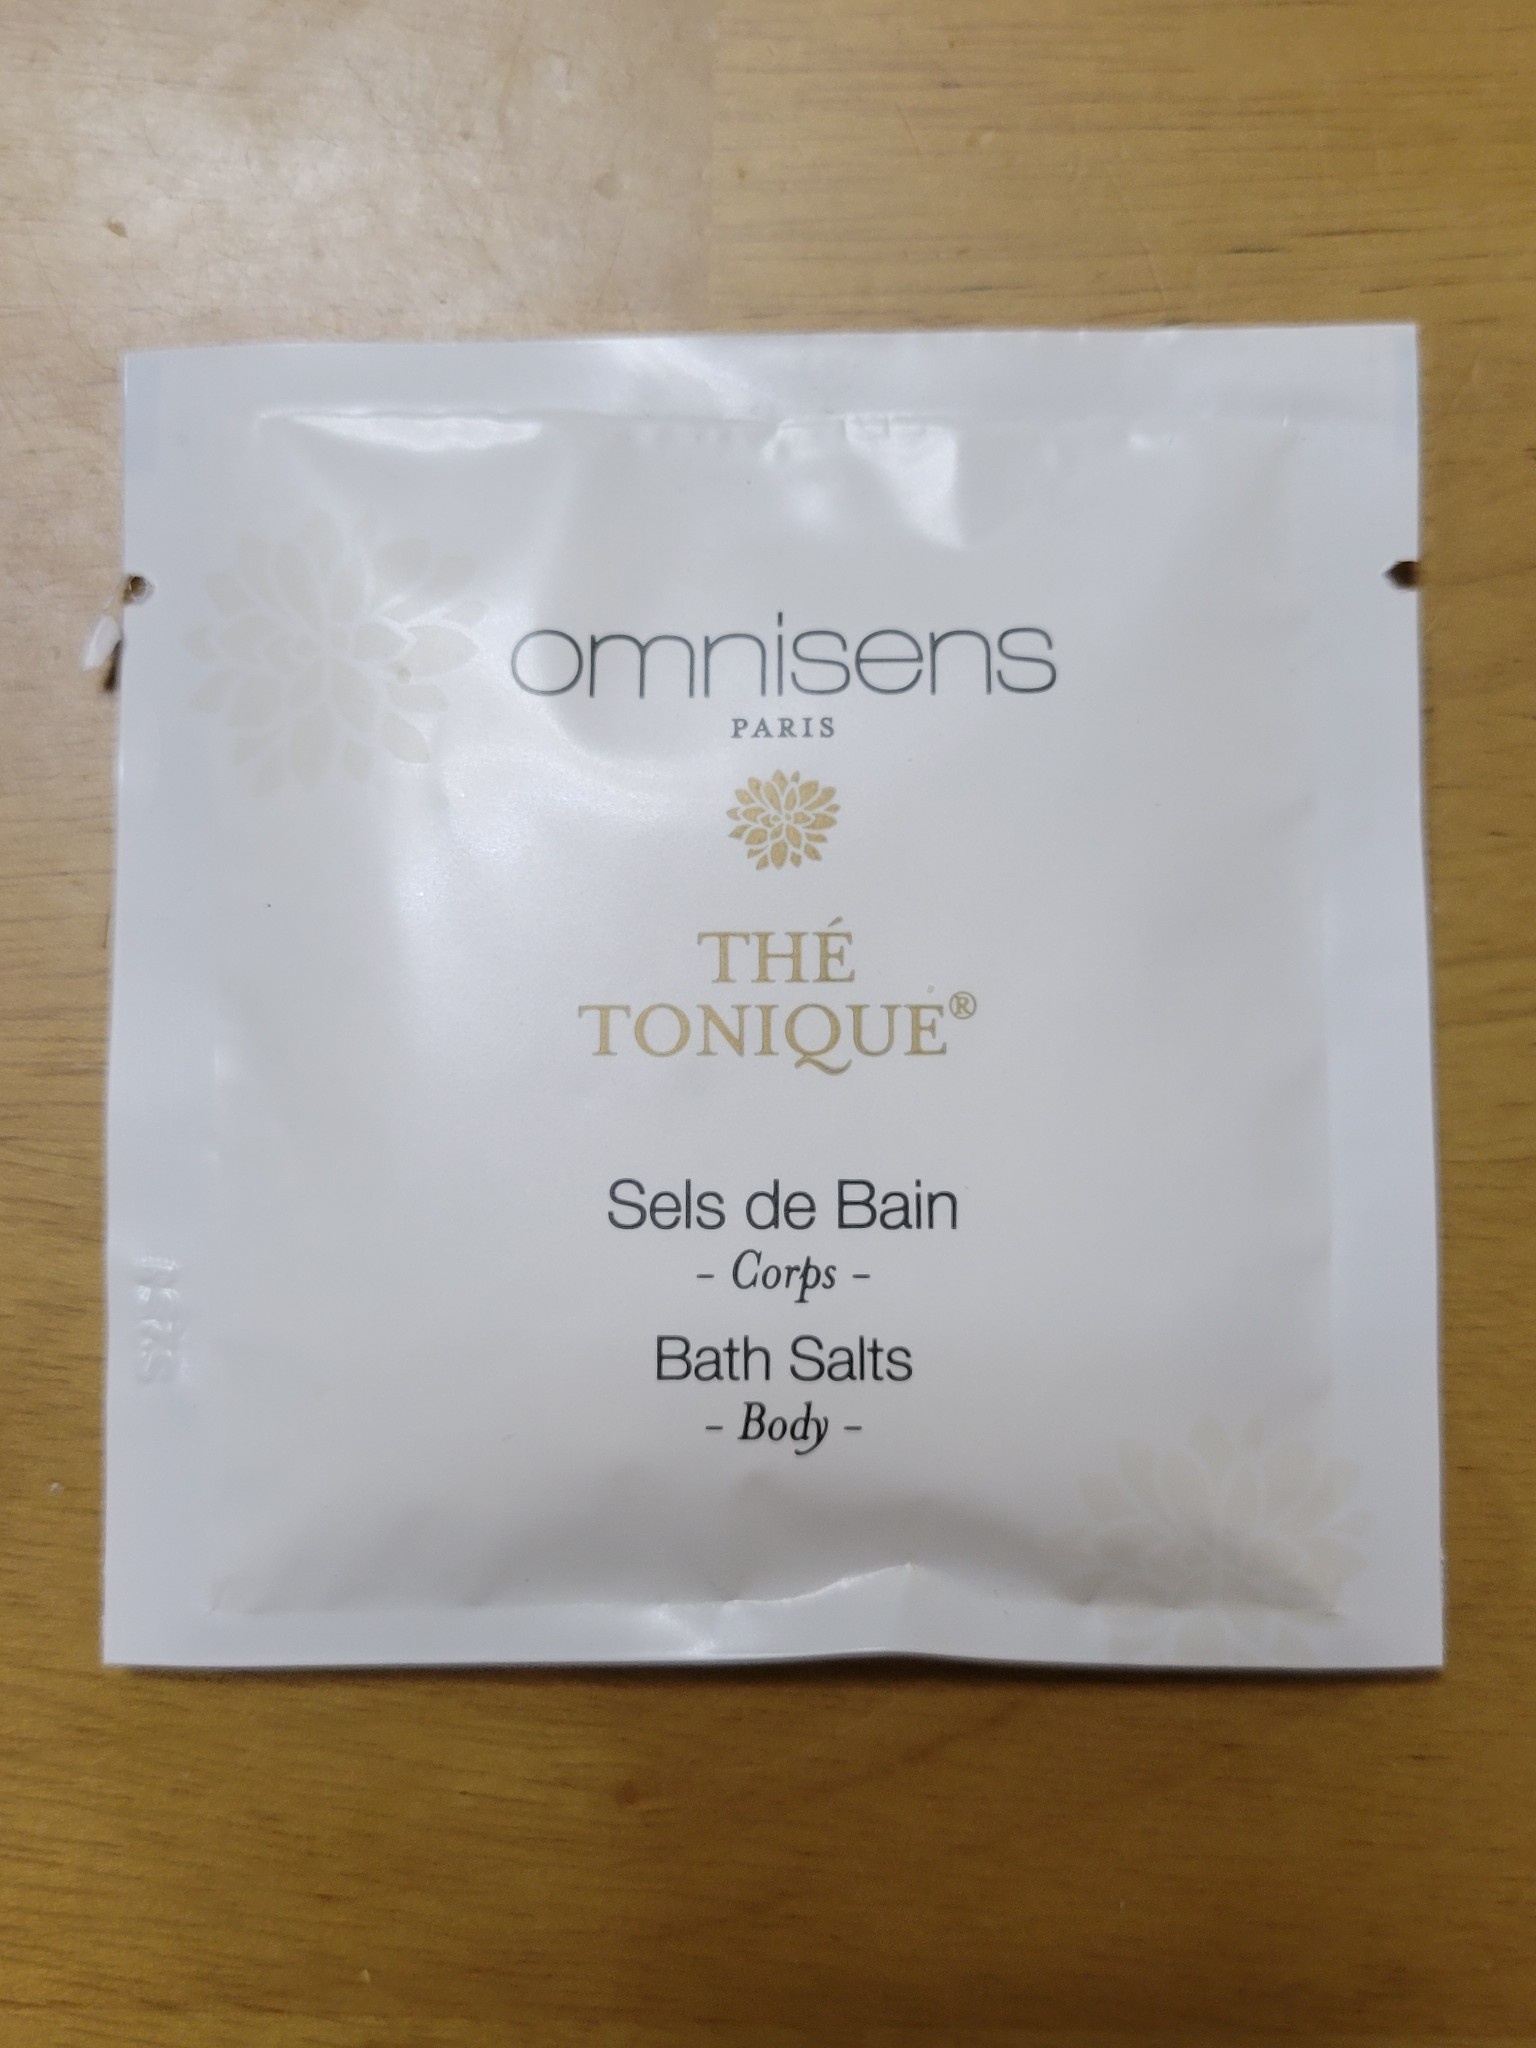 omnisens
PARIS
THÉ
TONIQUE®
Sels de Bain
- Corps -
Bath Salts
- Body -